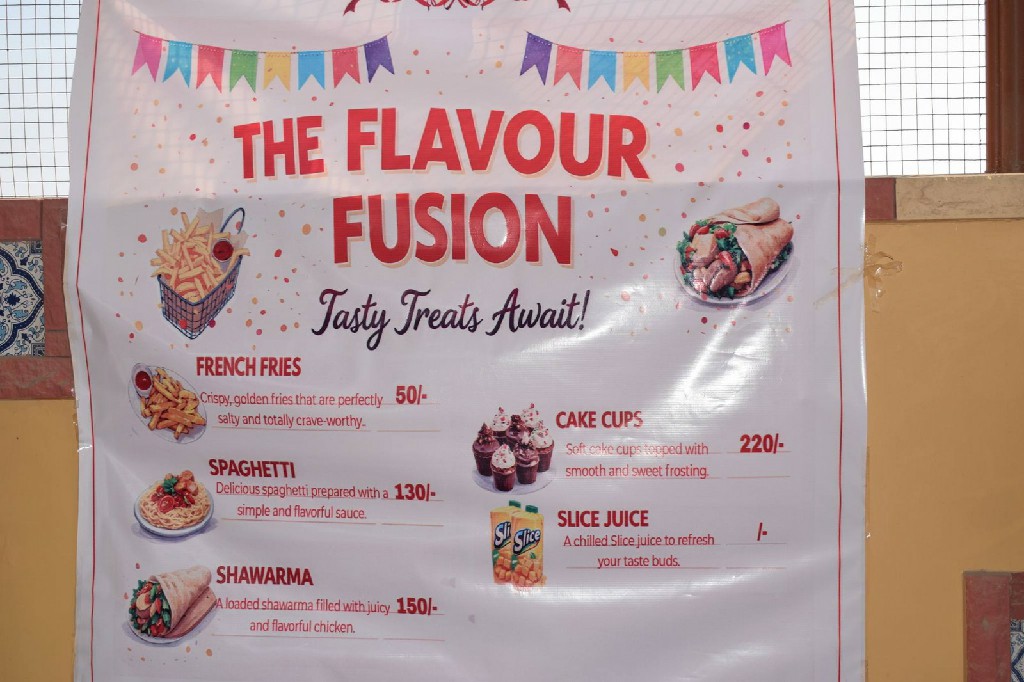 THE FLAVOUR
FUSION
Tasty Treats Await!
FRENCH FRIES
Crispy, golden fries that are perfectly 50/-
salty and totally crave-worthy.
SPAGHETTI
Delicious spaghetti prepared with a 130/-
simple and flavorful sauce.
SHAWARMA
A loaded shawarma filled with juicy 150/-
and flavorful chicken.
CAKE CUPS
Soft cake cups topped with 220/-
smooth and sweet frosting.
Sli Slice
SLICE JUICE
A chilled Slice juice to refresh /-
your taste buds.